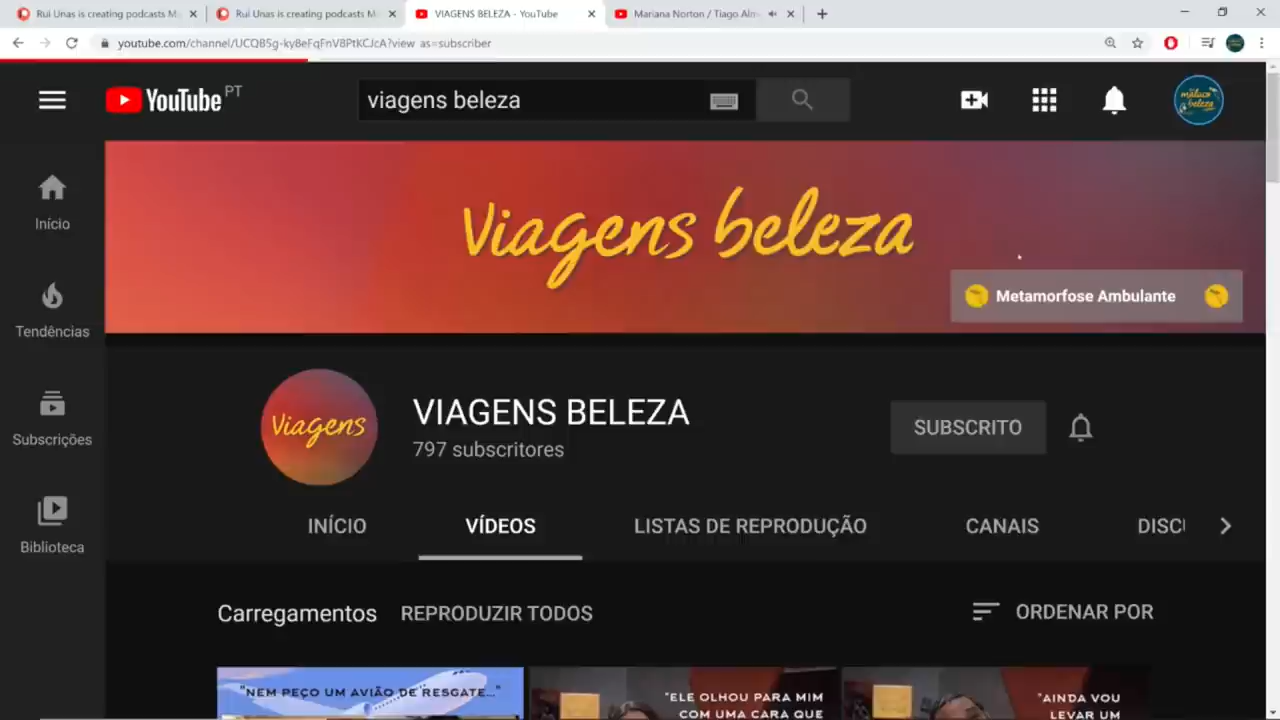 Rui Unas is creating podcasts M
Rui Unas is creating podcasts M
VIAGENS BELEZA - YouTube
Mariana Norton / Tiago Alm
youtube.com/channel/UCQB5g-ky8eFqFnV8PtKCJcA?view_as=subscriber
YouTube PT
viagens beleza
maluco beleza
Início
Tendências
Subscrições
Biblioteca
Viagens beleza
Metamorfose Ambulante
Viagens
VIAGENS BELEZA
797 subscritores
SUBSCRITO
INÍCIO
VÍDEOS
LISTAS DE REPRODUÇÃO
CANAIS
DISCU
Carregamentos
REPRODUZIR TODOS
ORDENAR POR
"NEM PEÇO UM AVIÃO DE RESGATE..."
"ELE OLHOU PARA MIM
COM UMA CARA QUE
"AINDA VOU
LEVAR UM